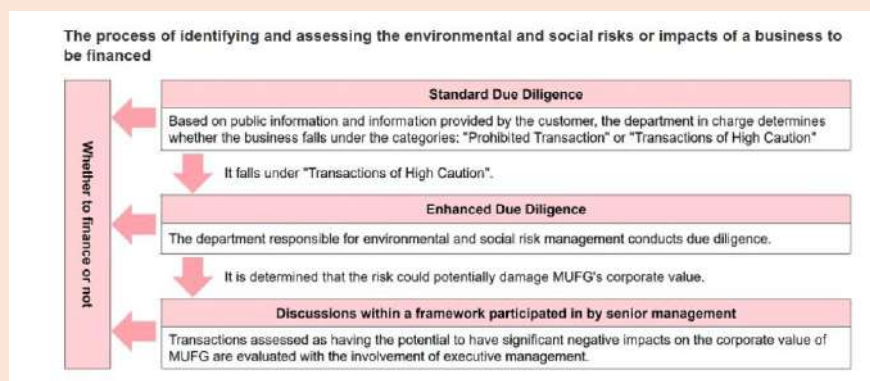 The process of identifying and assessing the environmental and social risks or impacts of a business to
be financed
Whether to finance or not
Standard Due Diligence
Based on public information and information provided by the customer, the department in charge determines
whether the business falls under the categories: "Prohibited Transaction" or "Transactions of High Caution"
It falls under "Transactions of High Caution".
Enhanced Due Diligence
The department responsible for environmental and social risk management conducts due diligence.
It is determined that the risk could potentially damage MUFG's corporate value.
Discussions within a framework participated in by senior management
Transactions assessed as having the potential to have significant negative impacts on the corporate value of
MUFG are evaluated with the involvement of executive management.